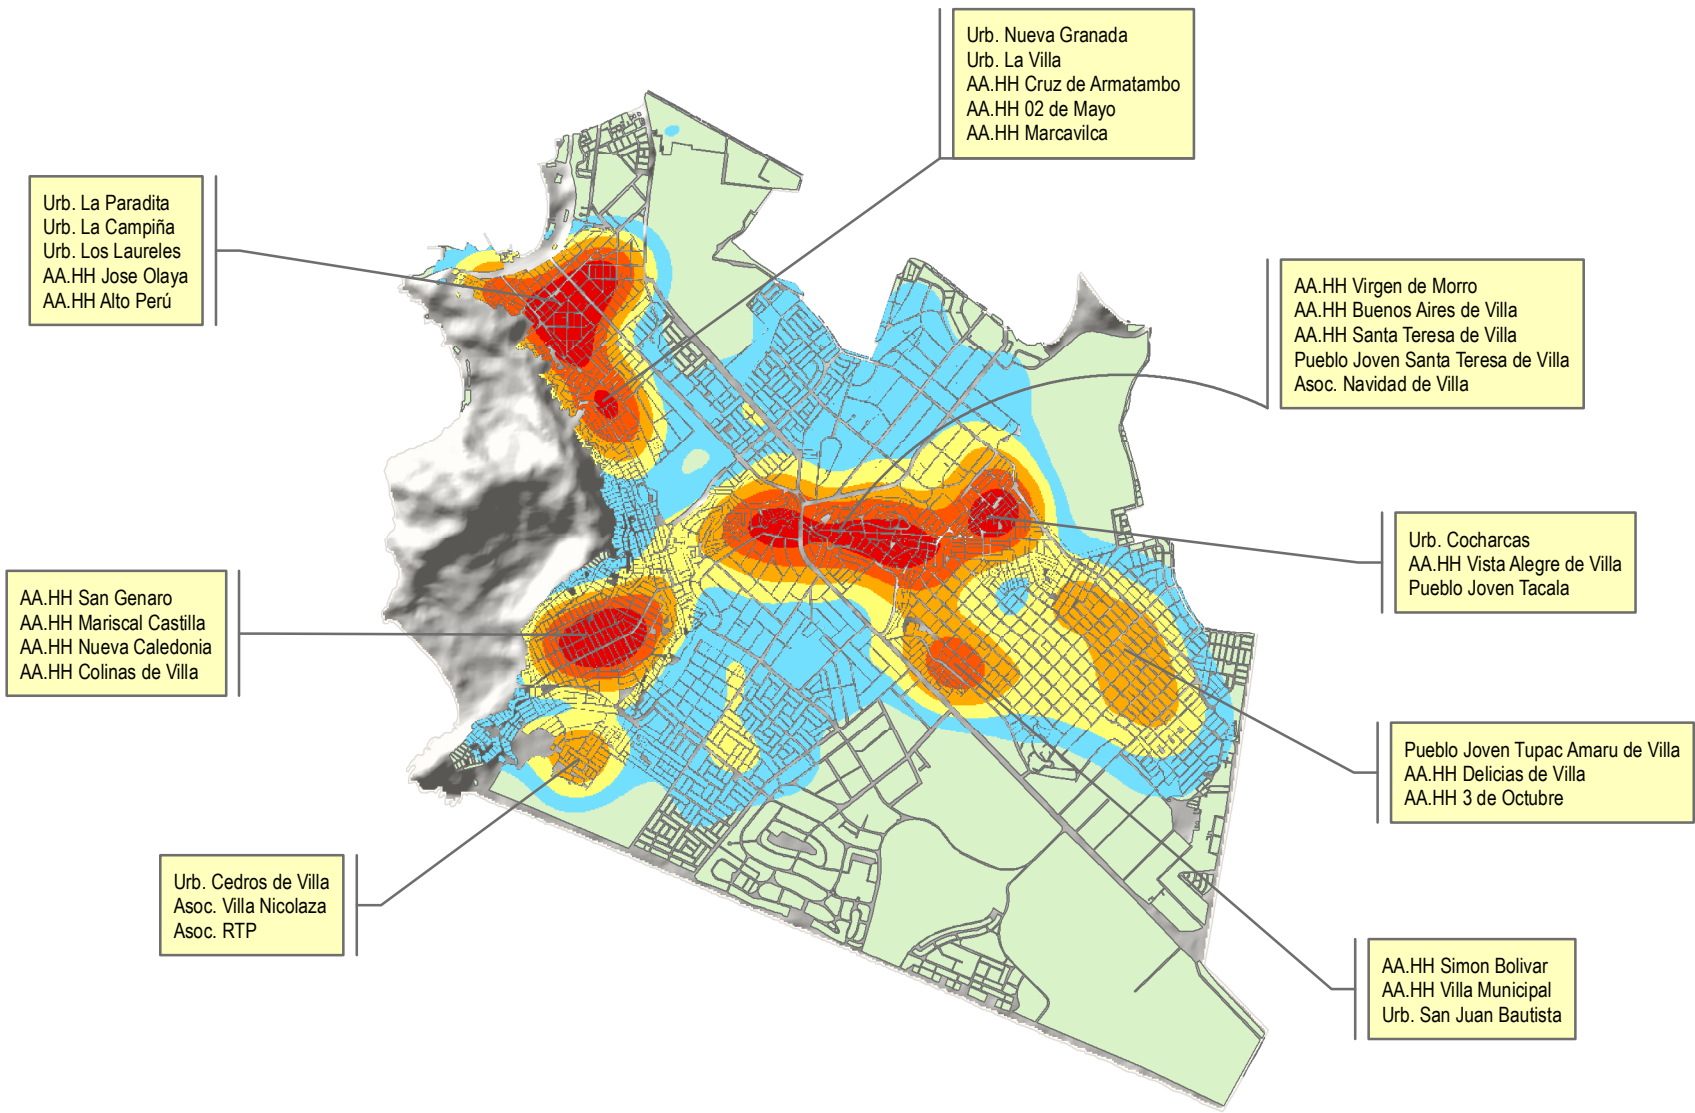 Urb. Nueva Granada
Urb. La Villa
AA.HH Cruz de Armatambo
AA.HH 02 de Mayo
AA.HH Marcavilca
Urb. La Paradita
Urb. La Campiña
Urb. Los Laureles
AA.HH Jose Olaya
AA.HH Alto Perú
AA.HH Virgen de Morro
AA.HH Buenos Aires de Villa
AA.HH Santa Teresa de Villa
Pueblo Joven Santa Teresa de Villa
Asoc. Navidad de Villa
Urb. Cocharcas
AA.HH Vista Alegre de Villa
Pueblo Joven Tacala
AA.HH San Genaro
AA.HH Mariscal Castilla
AA.HH Nueva Caledonia
AA.HH Colinas de Villa
Pueblo Joven Tupac Amaru de Villa
AA.HH Delicias de Villa
AA.HH 3 de Octubre
Urb. Cedros de Villa
Asoc. Villa Nicolaza
Asoc. RTP
AA.HH Simon Bolivar
AA.HH Villa Municipal
Urb. San Juan Bautista